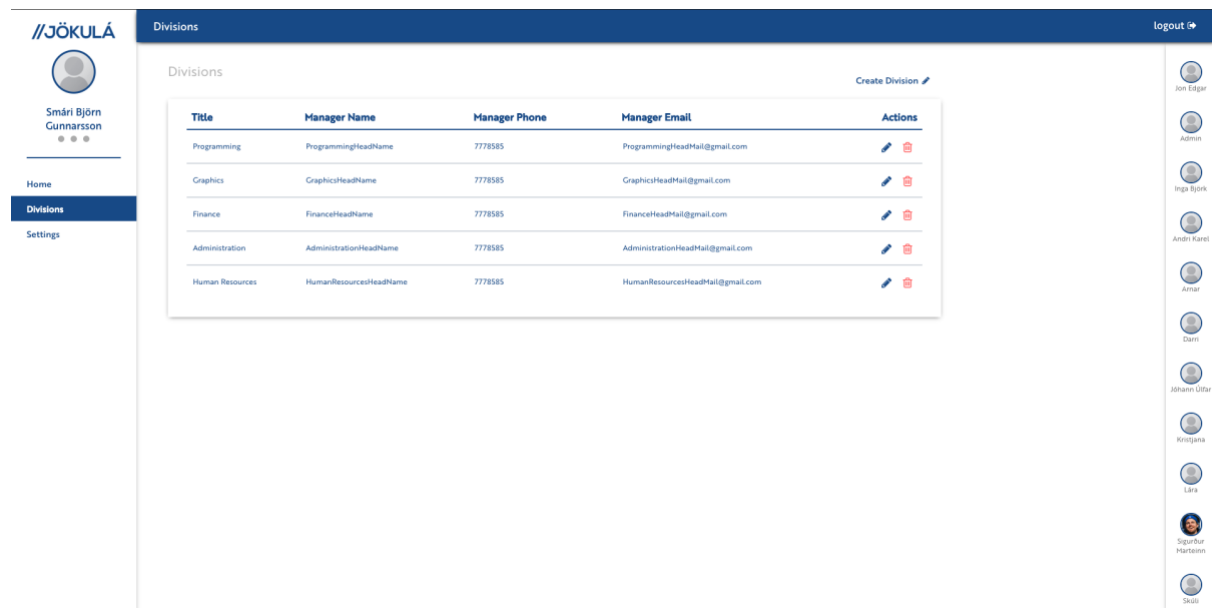 //JÖKULÁ
Smári Björn
Gunnarsson
Home
Divisions
Settings
Divisions
logout
Divisions
Create Division
Title Manager Name Manager Phone Manager Email Actions
Programming ProgrammingHeadName 7778585 ProgrammingHeadMail@gmail.com
Graphics GraphicsHeadName 7778585 GraphicsHeadMail@gmail.com
Finance FinanceHeadName 7778585 FinanceHeadMail@gmail.com
Administration AdministrationHeadName 7778585 AdministrationHeadMail@gmail.com
Human Resources HumanResourcesHeadName 7778585 HumanResourcesHeadMail@gmail.com
Jon Edgar
Admin
Inga Björk
Andri Karel
Arnar
Darri
Jóhann Úlfar
Kristjana
Lára
Sigurður
Marteinn
Skúli